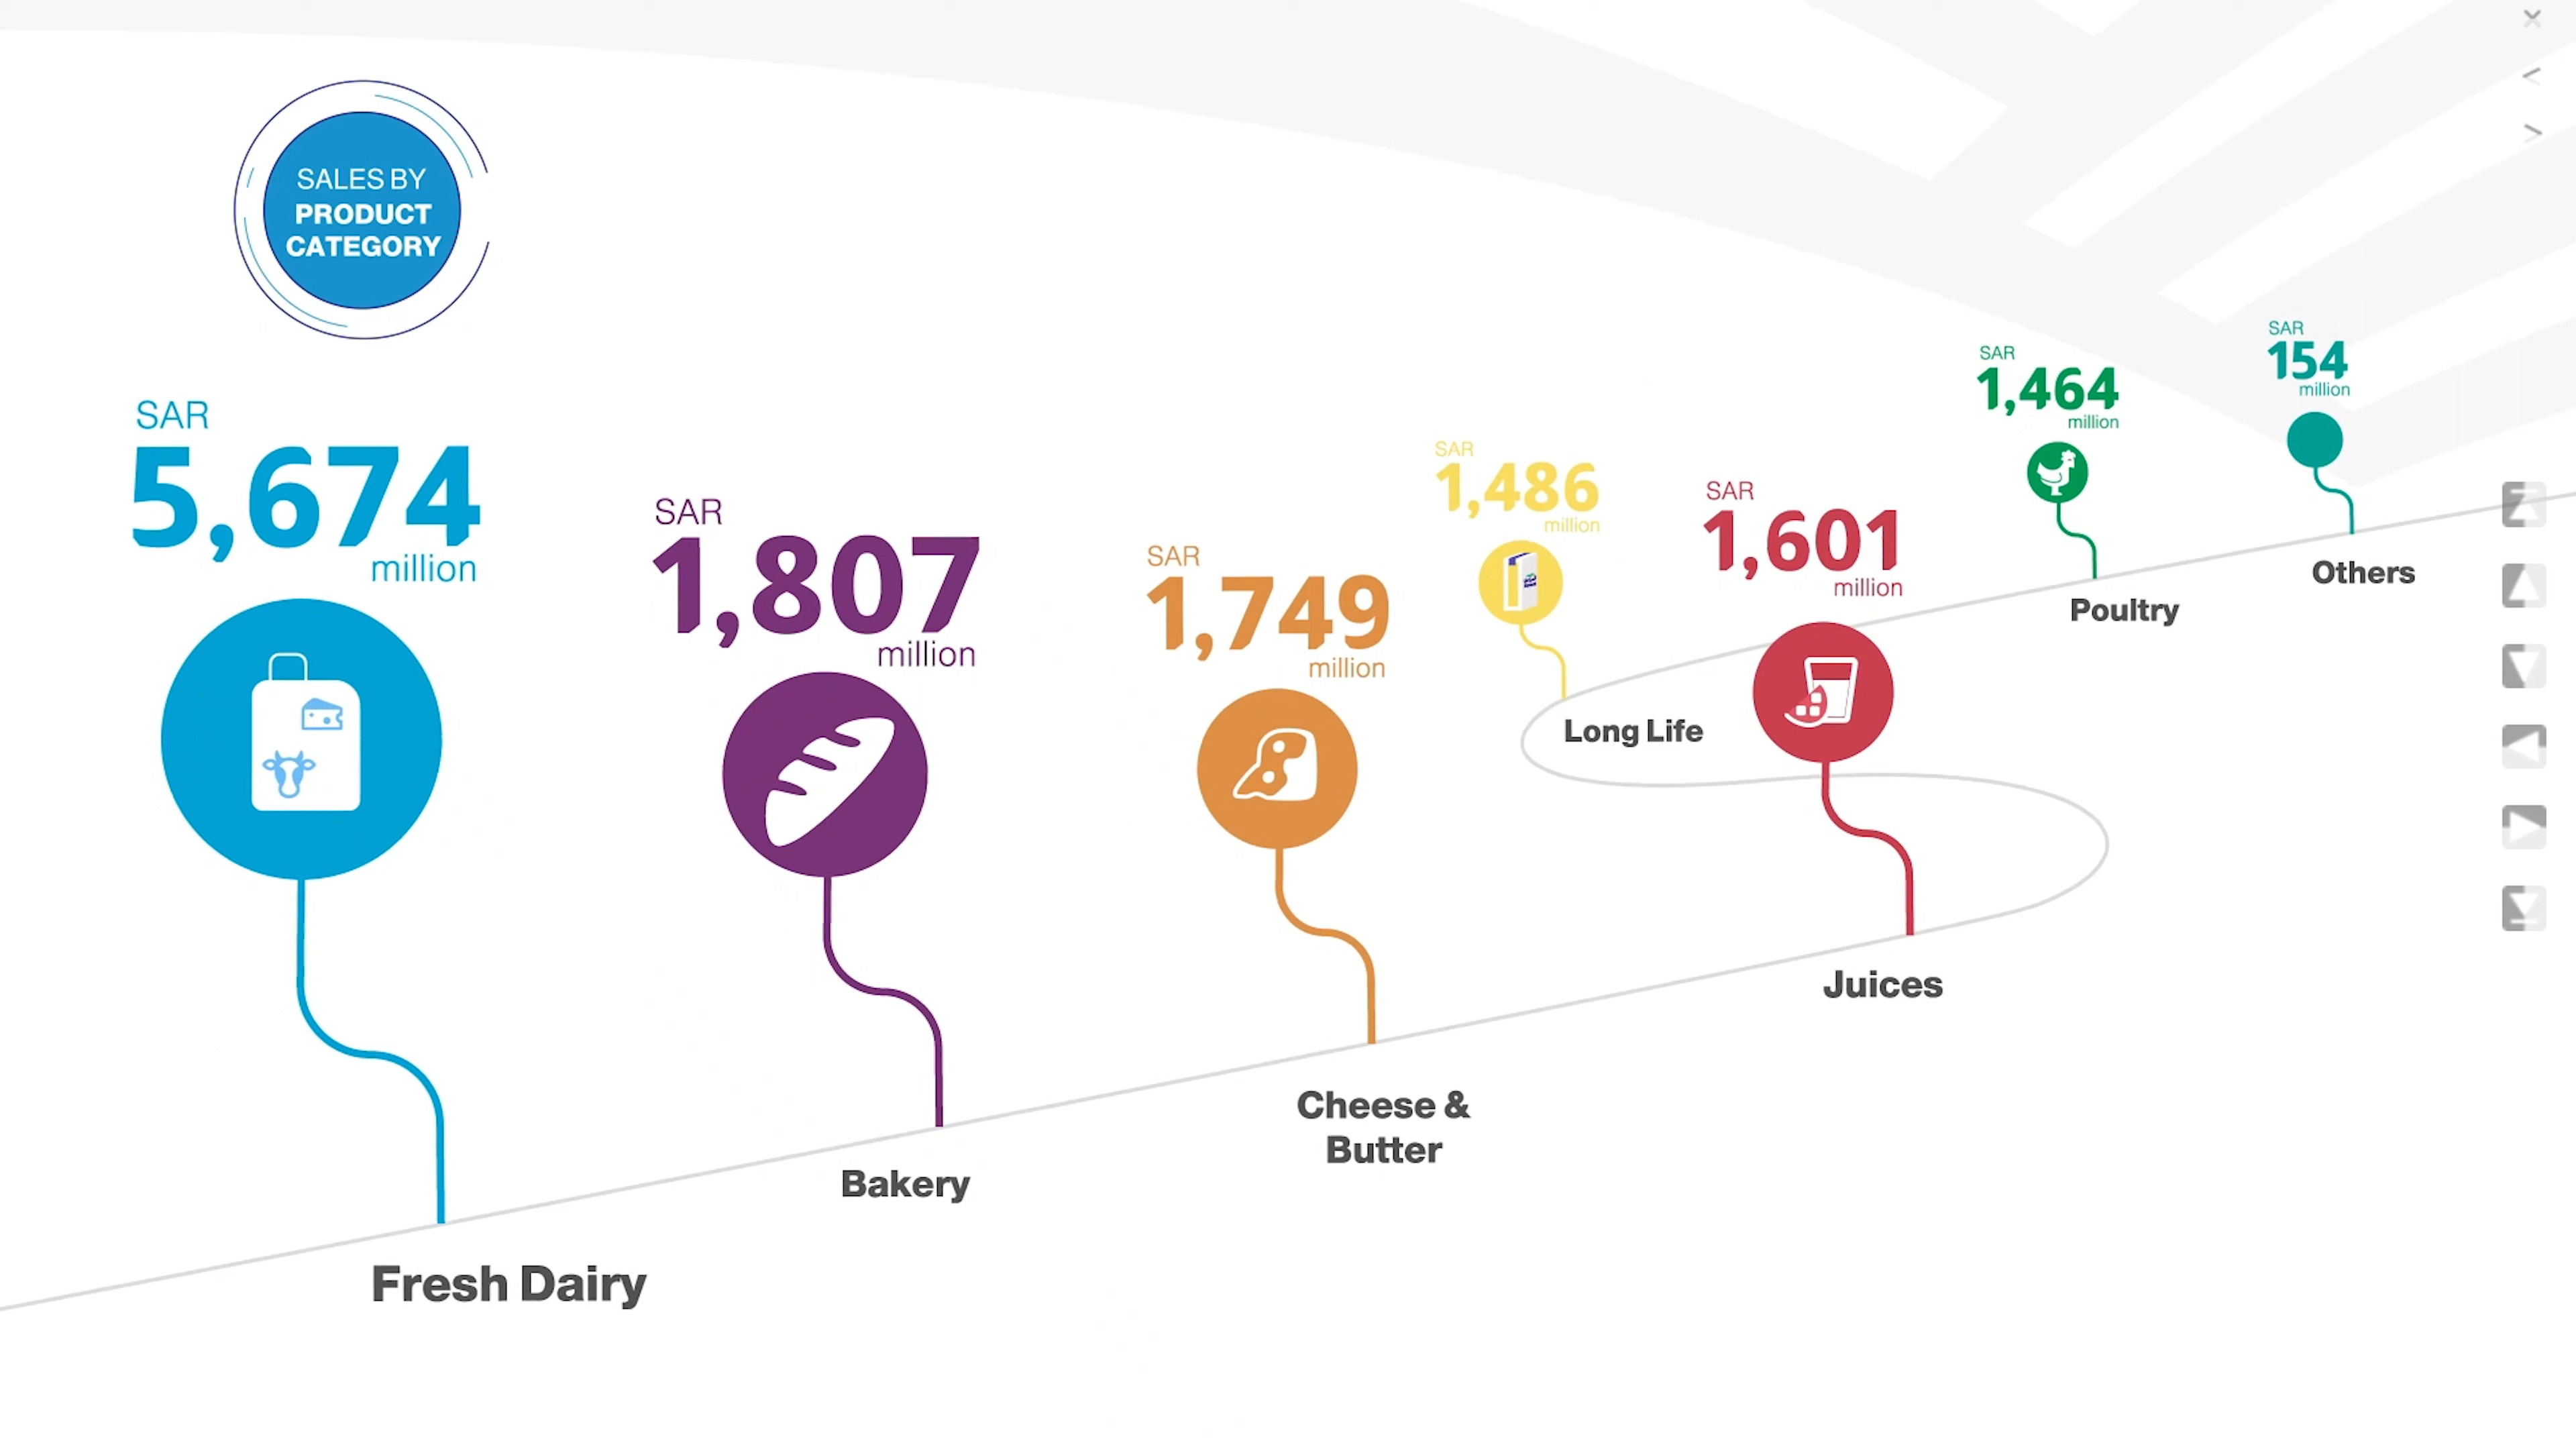 SALES BY
PRODUCT
CATEGORY
SAR
5,674
million
Fresh Dairy
SAR
1,807
million
Bakery
SAR
1,749
million
Cheese &
Butter
SAR
1,601
million
Juices
SAR
1,486
million
Long Life
SAR
1,464
million
Poultry
SAR
154
million
Others